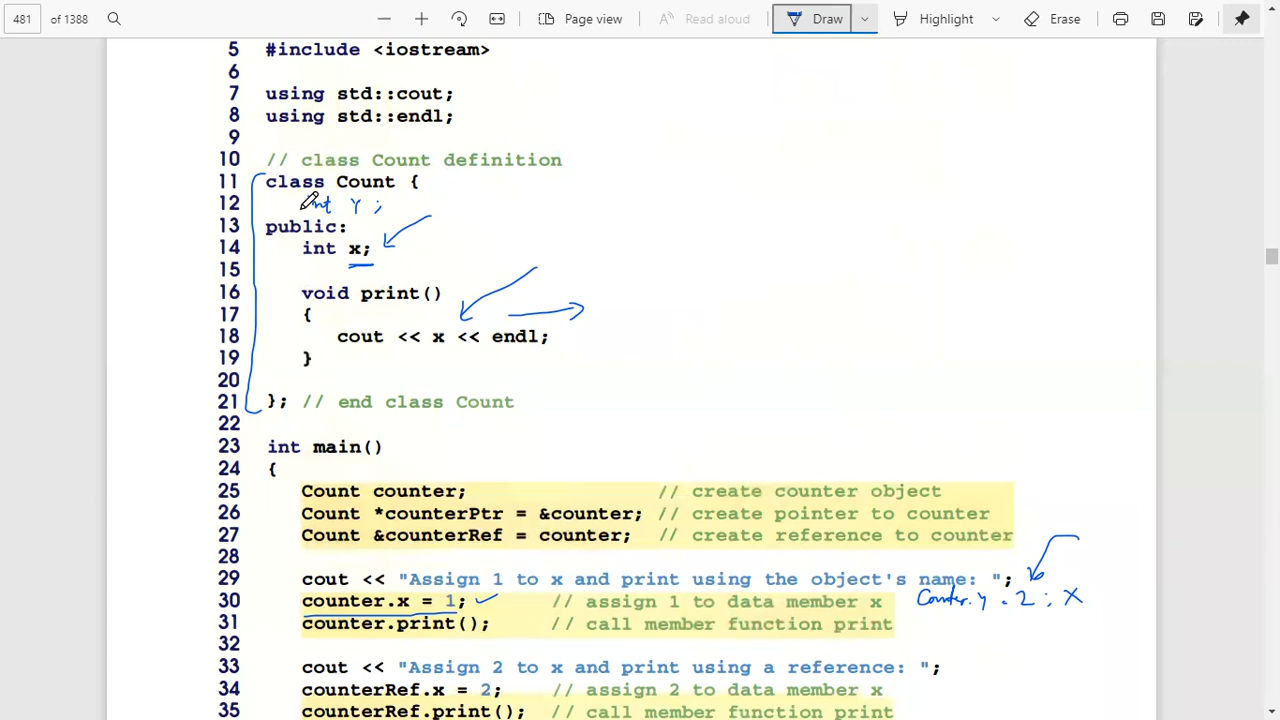 481 of 1388 Page view Read aloud Draw Highlight Erase
5 #include <iostream>
6
7 using std::cout;
8 using std::endl;
9
10 // class Count definition
11 class Count {
12 int Y ;
13 public:
14 int x;
15
16 void print()
17 {
18 cout << x << endl;
19 }
20
21 }; // end class Count
22
23 int main()
24 {
25 Count counter; // create counter object
26 Count *counterPtr = &counter; // create pointer to counter
27 Count &counterRef = counter; // create reference to counter
28
29 cout << "Assign 1 to x and print using the object's name: ";
30 counter.x = 1; // assign 1 to data member x Counter.y = 2 ; X
31 counter.print(); // call member function print
32
33 cout << "Assign 2 to x and print using a reference: ";
34 counterRef.x = 2; // assign 2 to data member x
35 counterRef.print(); // call member function print